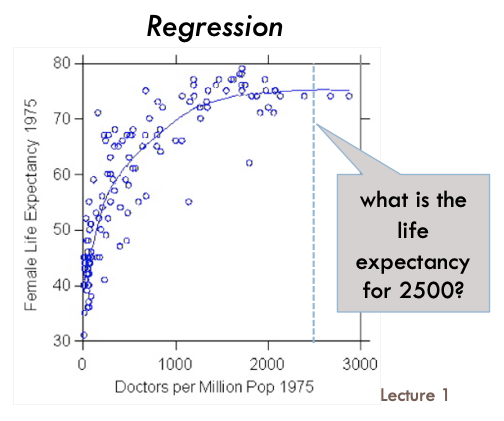 Regression
80
70
60
50
40
30
Female Life Expectancy 1975
0
1000
2000
3000
Doctors per Million Pop 1975
what is the
life
expectancy
for 2500?
Lecture 1